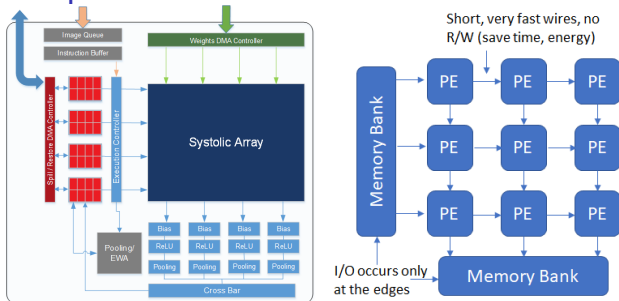 Image Queue
Instruction Buffer
Weights DMA Controller
Spill / Restore DMA Controller
Execution Controller
Systolic Array
Bias
Bias
Bias
Bias
ReLU
ReLU
ReLU
ReLU
Pooling
Pooling
Pooling
Pooling
Pooling/
EWA
Cross Bar
Short, very fast wires, no
R/W (save time, energy)
Memory Bank
PE
PE
PE
PE
PE
PE
PE
PE
PE
I/O occurs only
at the edges
Memory Bank